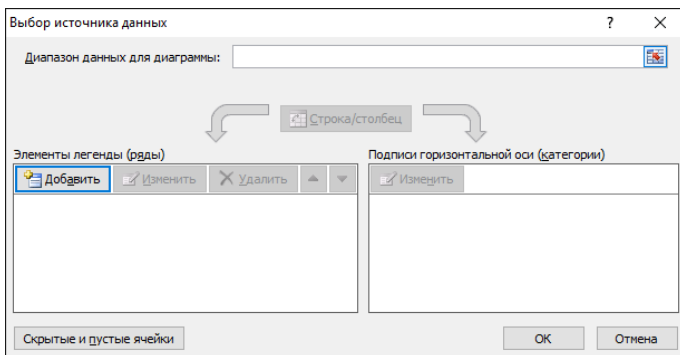 Выбор источника данных ? ×
Диапазон данных для диаграммы:
Строка/столбец
Элементы легенды (ряды)
Подписи горизонтальной оси (категории)
Добавить Изменить Удалить
Изменить
Скрытые и пустые ячейки
ОК Отмена